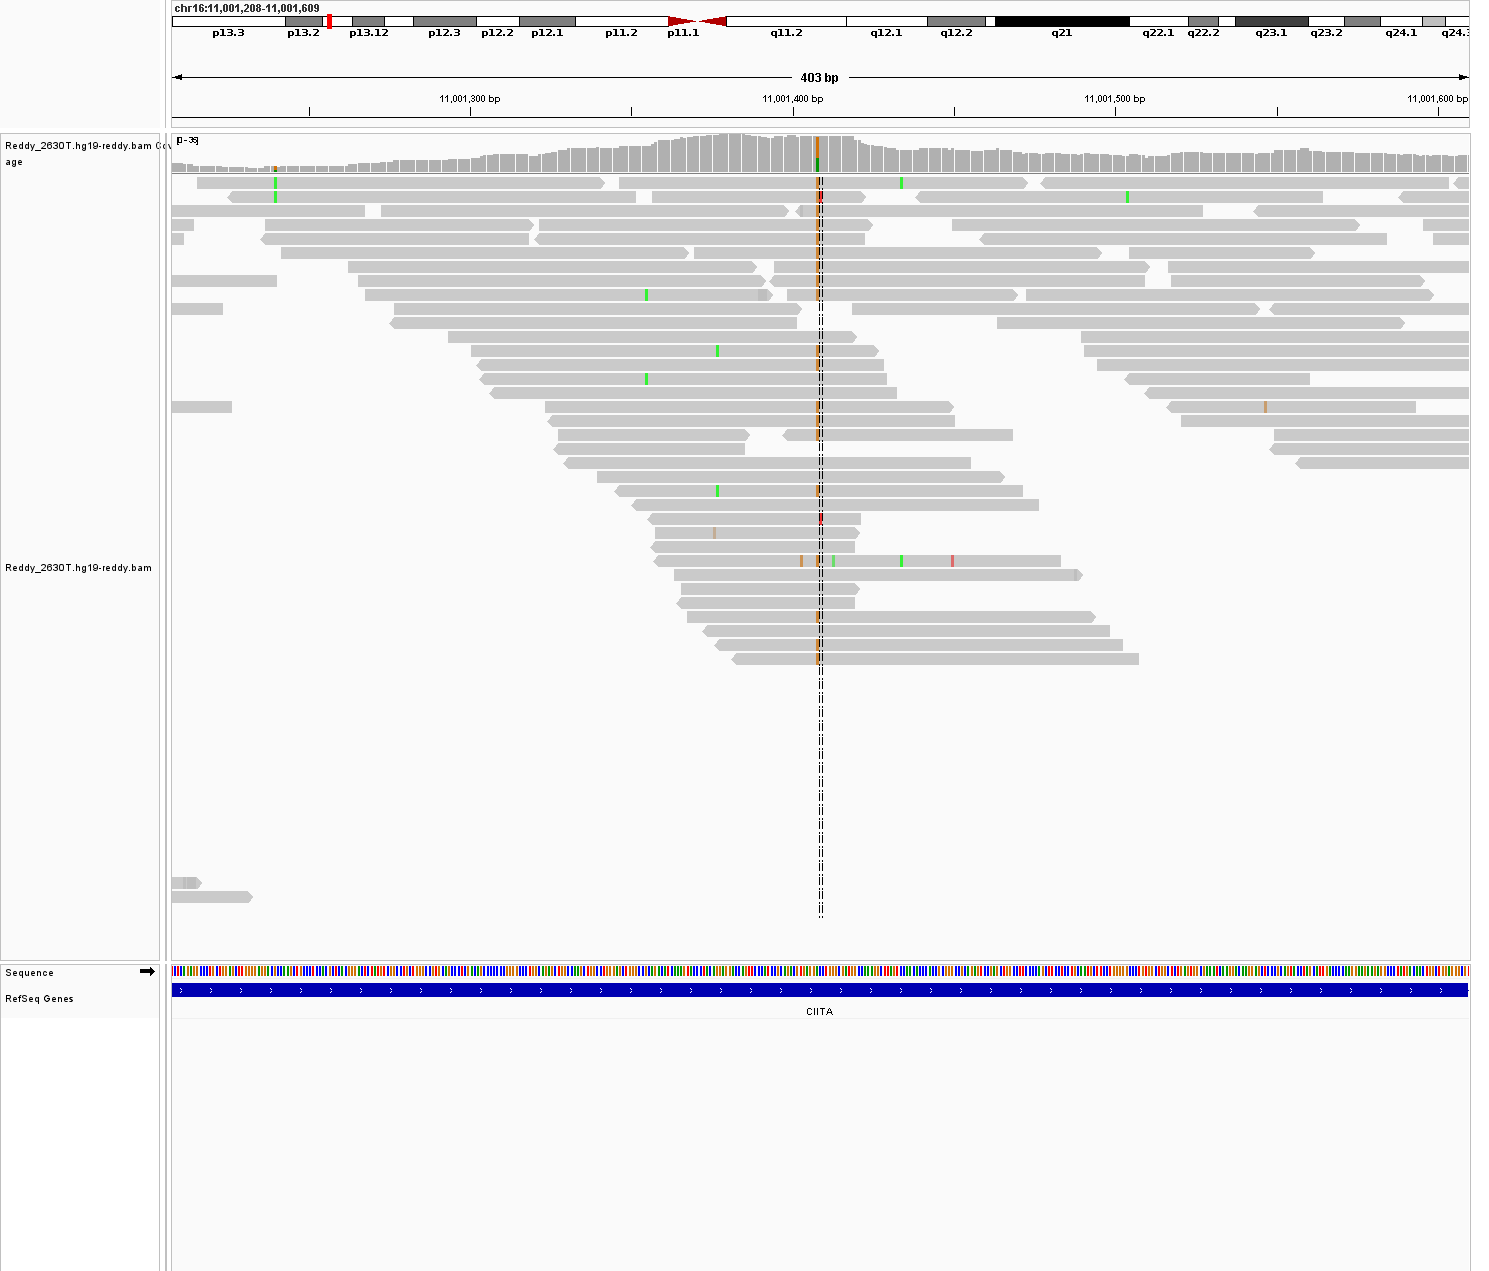 chr16:11,001,208-11,001,609
p13.3 p13.2 p13.12 p12.3 p12.2 p12.1 p11.2 p11.1 q11.2 q12.1 q12.2 q21 q22.1 q22.2 q23.1 q23.2 q24.1 q24.3
403 bp
11,001,300 bp 11,001,400 bp 11,001,500 bp 11,001,600 bp
Reddy_2630T.hg19-reddy.bam Cov
age
Reddy_2630T.hg19-reddy.bam
Sequence
RefSeq Genes
CIITA